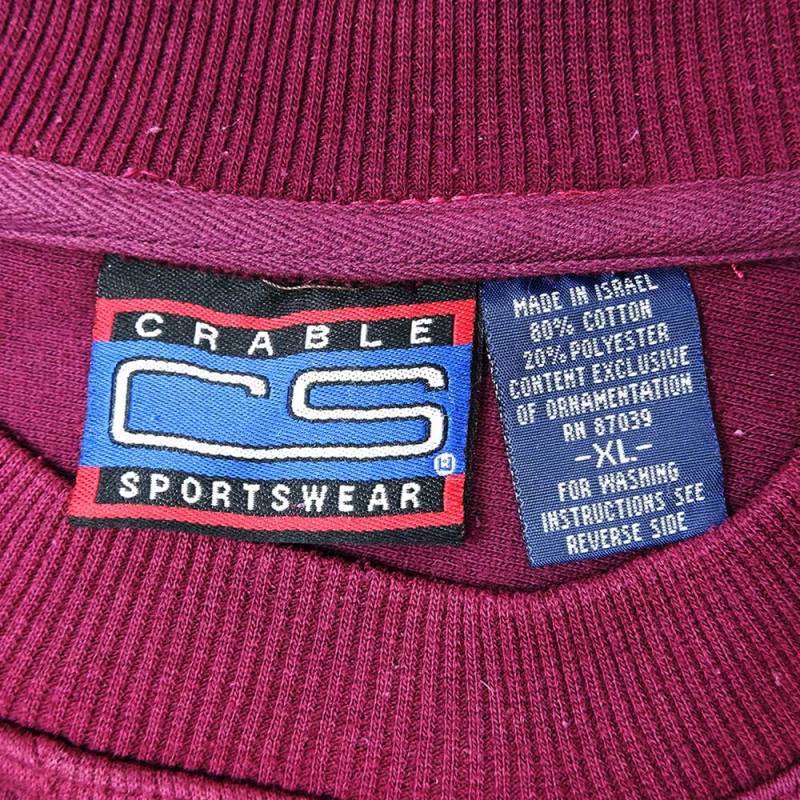 CRABLE
CS
SPORTSWEAR
MADE IN ISRAEL
80% COTTON
20% POLYESTER
CONTENT EXCLUSIVE
OF ORNAMENTATION
RN 87039
-XL-
FOR WASHING
INSTRUCTIONS SEE
REVERSE SIDE